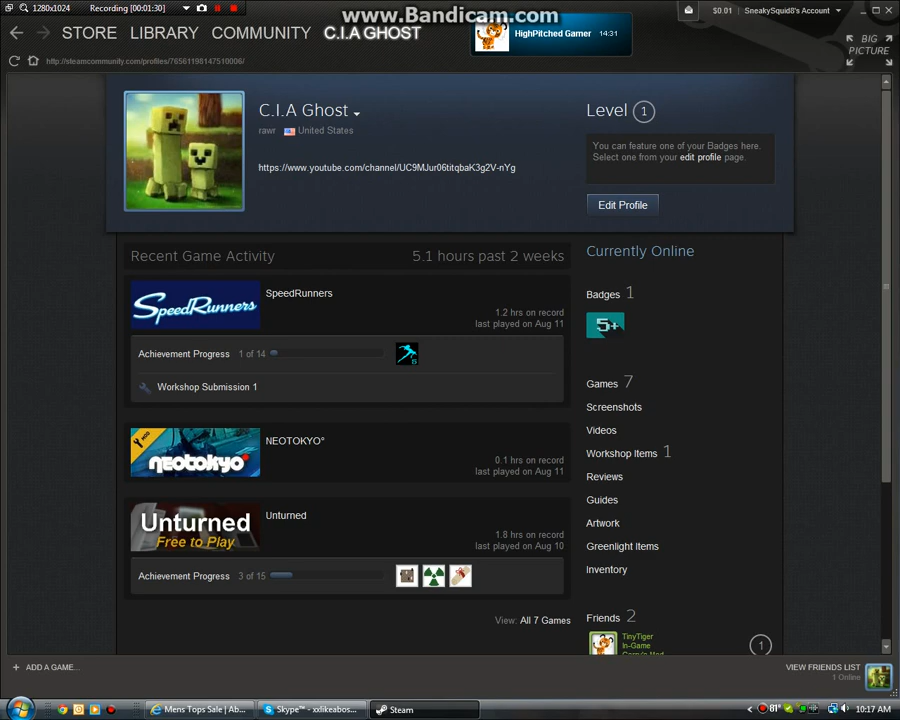 1280x1024 Recording [00:01:30]
www.Bandicam.com
$0.01 SneakySquid8's Account
HighPitched Gamer 14:31
STORE LIBRARY COMMUNITY C.I.A GHOST
BIG PICTURE
http://steamcommunity.com/profiles/76561198147510006/
C.I.A Ghost
rawr United States
https://www.youtube.com/channel/UC9MJur06titqbaK3g2V-nYg
Level 1
You can feature one of your Badges here.
Select one from your edit profile page.
Edit Profile
Recent Game Activity 5.1 hours past 2 weeks
SpeedRunners
SpeedRunners
1.2 hrs on record
last played on Aug 11
Achievement Progress 1 of 14
5
Workshop Submission 1
MOD
neotokyo
NEOTOKYO°
0.1 hrs on record
last played on Aug 11
Unturned
Free to Play
Unturned
1.8 hrs on record
last played on Aug 10
Achievement Progress 3 of 15
View: All 7 Games
Currently Online
Badges 1
5+
Games 7
Screenshots
Videos
Workshop Items 1
Reviews
Guides
Artwork
Greenlight Items
Inventory
Friends 2
TinyTiger
In-Game
Garry's Mod
1
+ ADD A GAME...
VIEW FRIENDS LIST
1 Online
Mens Tops Sale | Ab...
Skype™ - xxlikeabos...
Steam
81°
10:17 AM